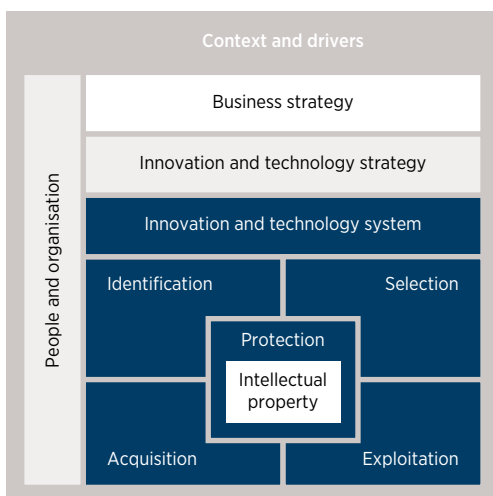 Context and drivers
People and organisation
Business strategy
Innovation and technology strategy
Innovation and technology system
Identification
Selection
Protection
Intellectual
property
Acquisition
Exploitation